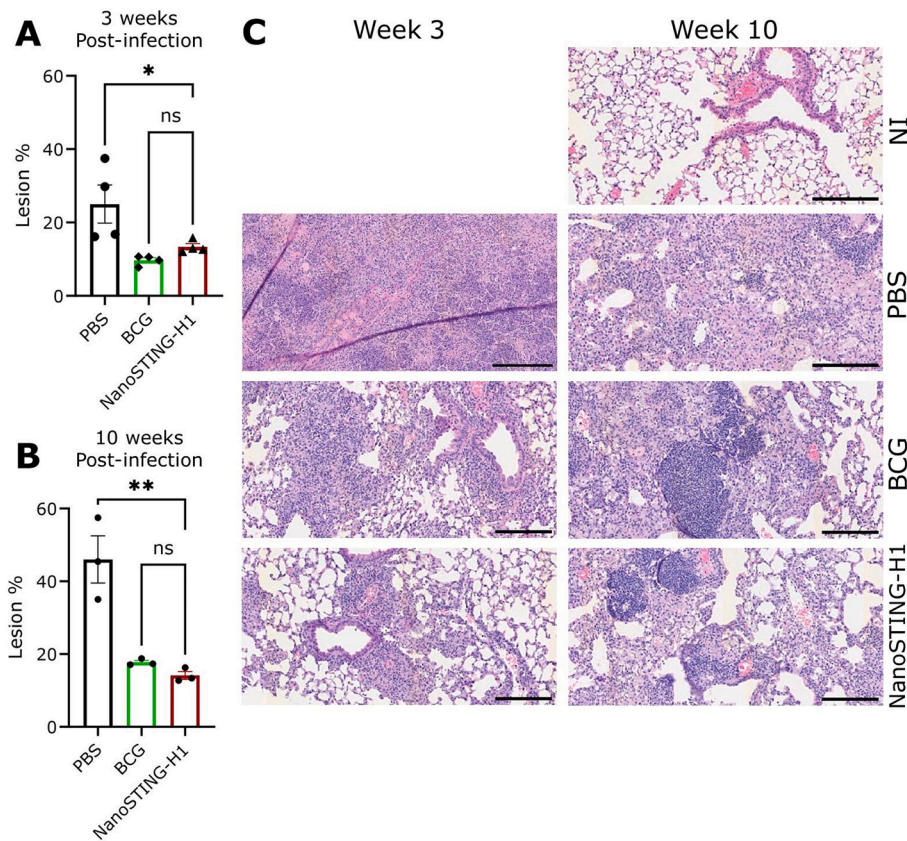 A
3 weeks
Post-infection
Lesion %
60
40
20
0
*
ns
PBS
BCG
NanoSTING-H1
B
10 weeks
Post-infection
Lesion %
60
40
20
0
**
ns
PBS
BCG
NanoSTING-H1
C
Week 3
Week 10
NI
PBS
BCG
NanoSTING-H1